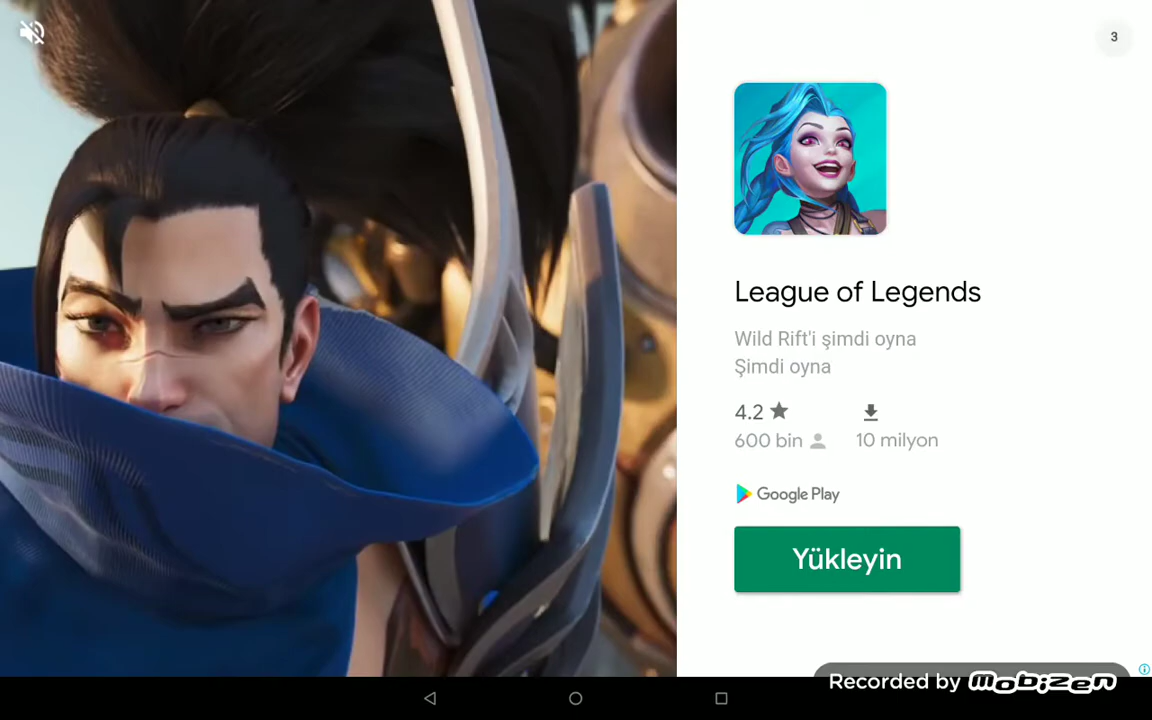 3
League of Legends
Wild Rift'i şimdi oyna
Şimdi oyna
4.2
600 bin
10 milyon
Google Play
Yükleyin
Recorded by mobizen